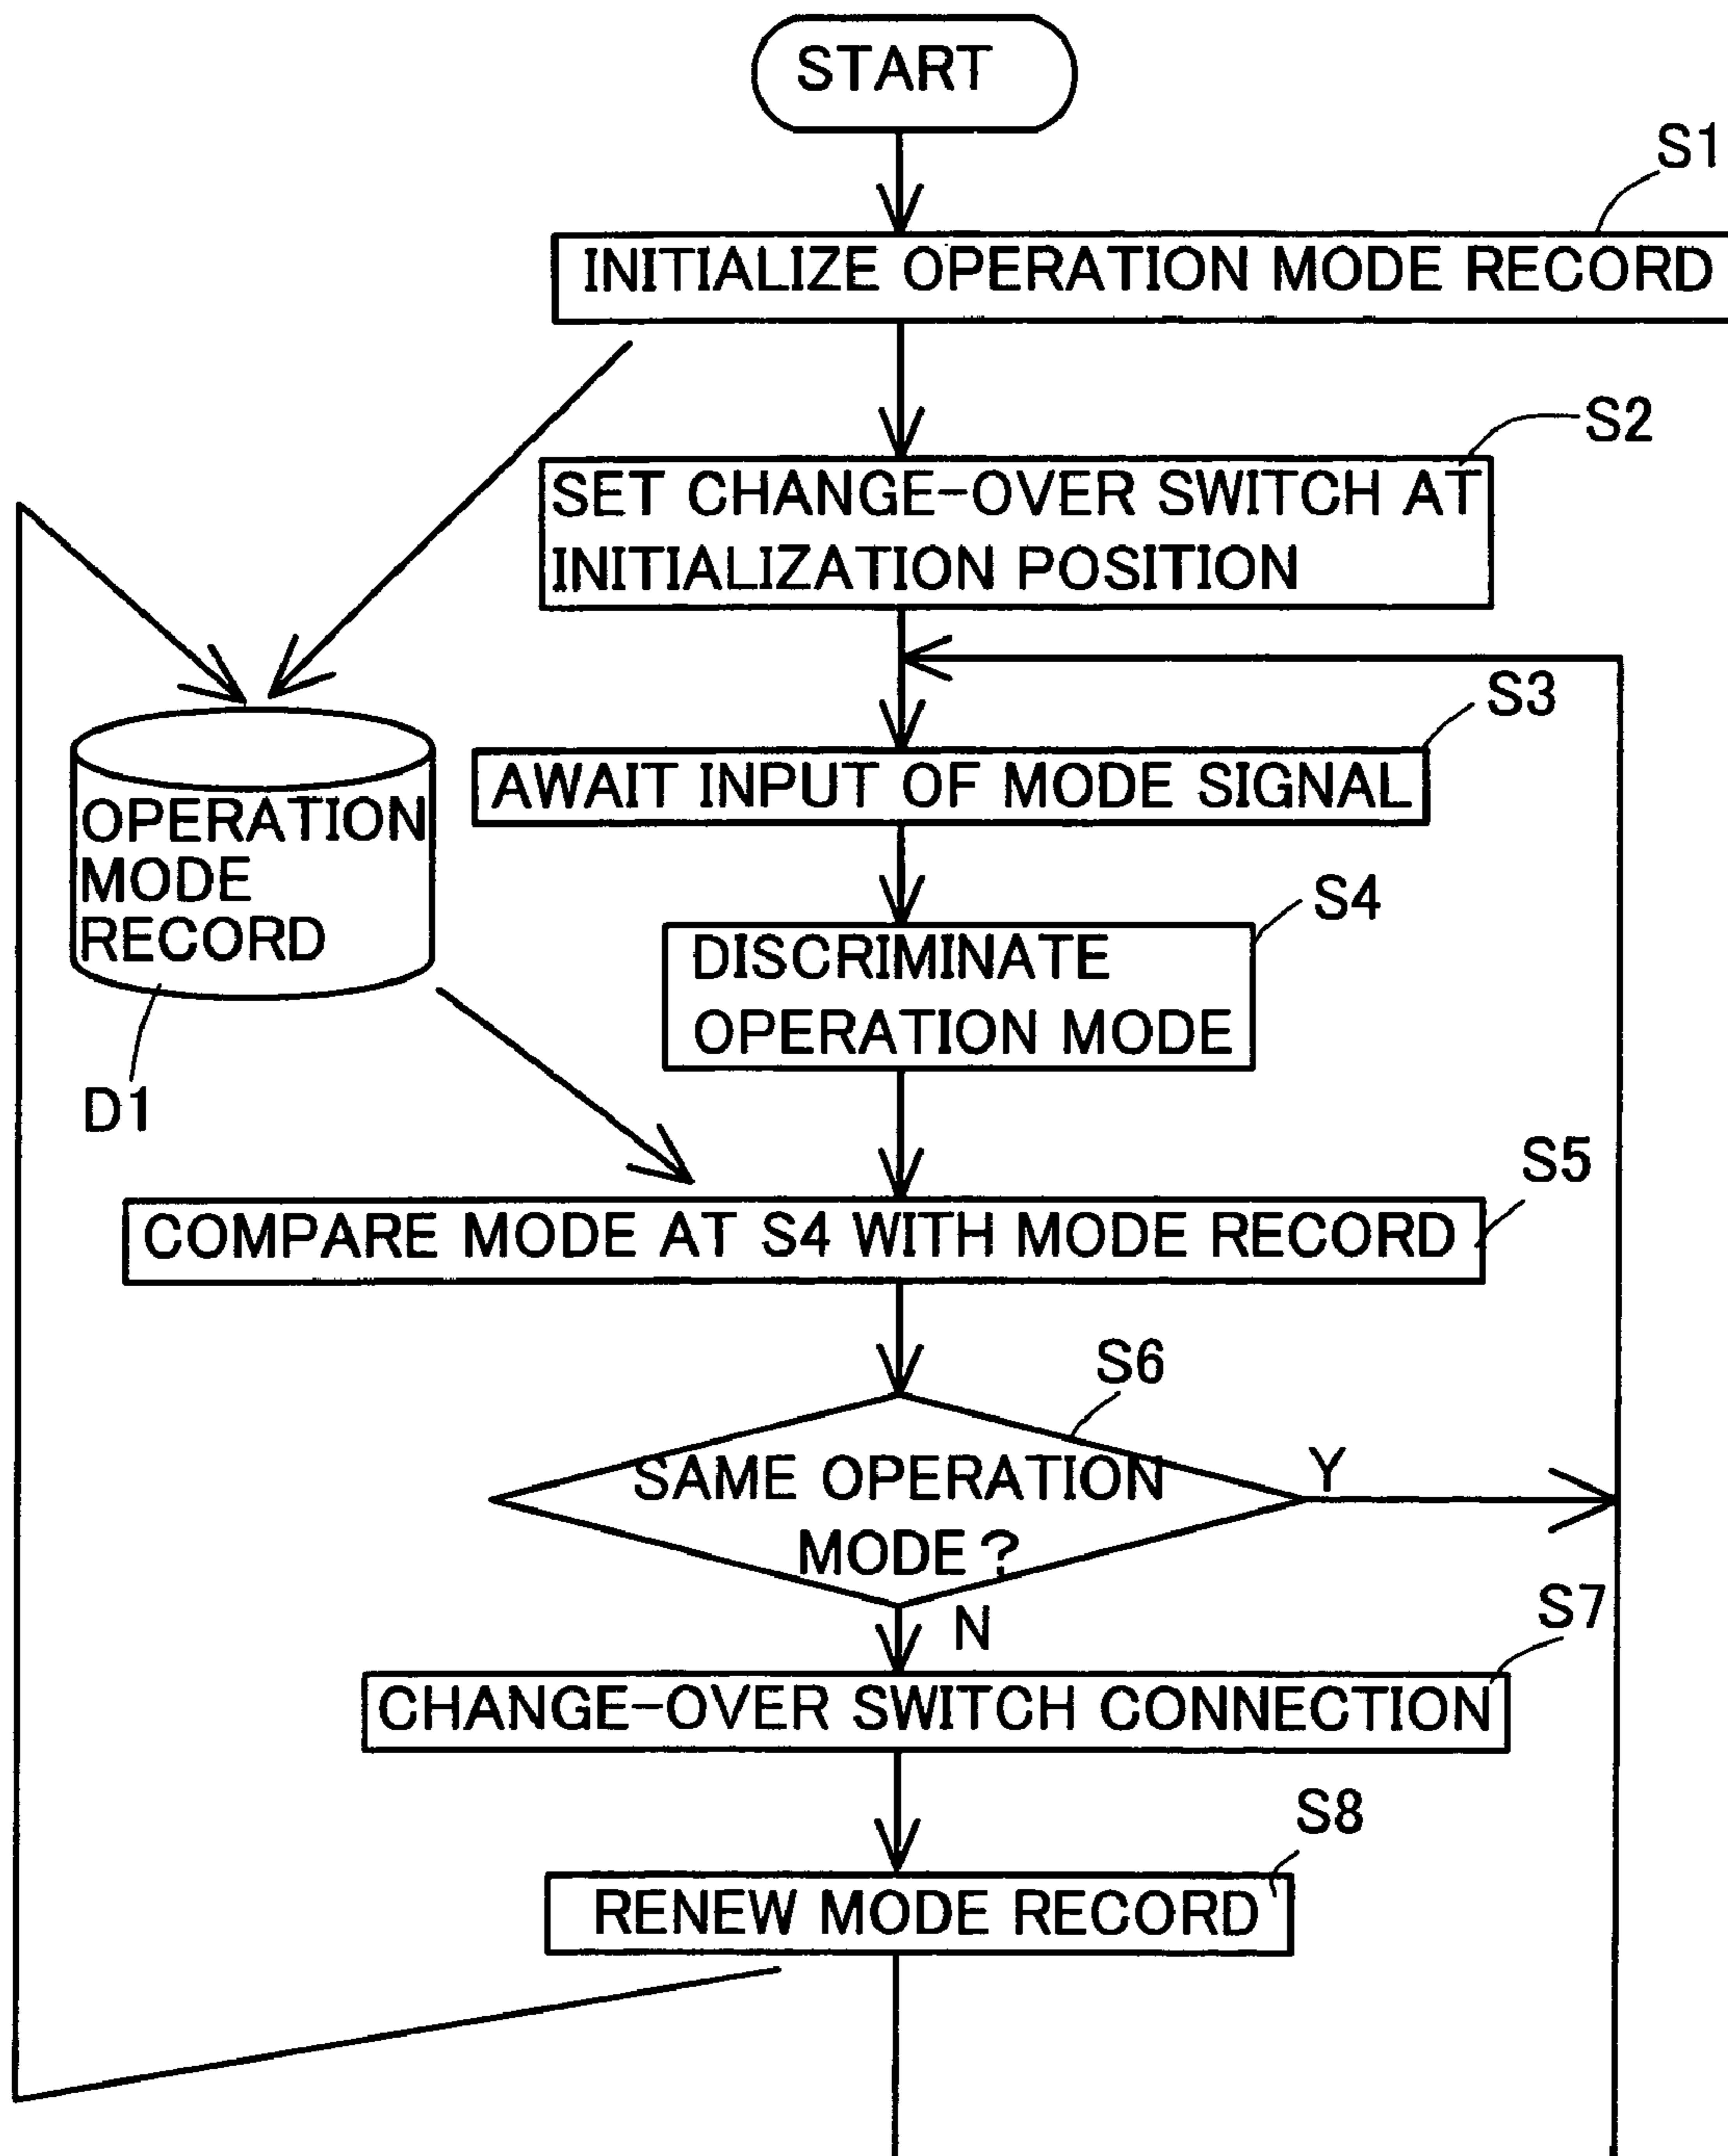 START
S1
INITIALIZE OPERATION MODE RECORD
S2
SET CHANGE-OVER SWITCH AT
INITIALIZATION POSITION
S3
AWAIT INPUT OF MODE SIGNAL
OPERATION
MODE
RECORD
D1
S4
DISCRIMINATE
OPERATION MODE
S5
COMPARE MODE AT S4 WITH MODE RECORD
S6
SAME OPERATION
MODE?
Y
N
S7
CHANGE-OVER SWITCH CONNECTION
S8
RENEW MODE RECORD